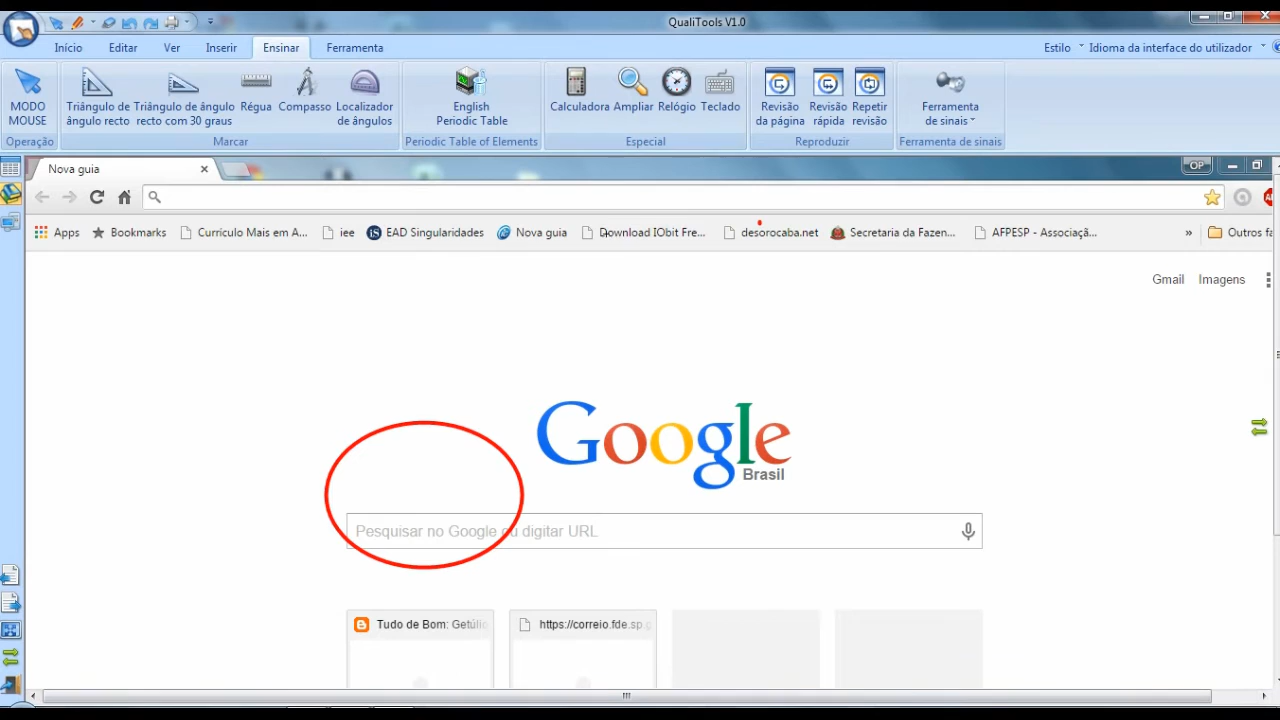 QualiTools V1.0
Início Editar Ver Inserir Ensinar Ferramenta Estilo Idioma da interface do utilizador
MODO
MOUSE
Triângulo de
ângulo recto
Triângulo de ângulo
recto com 30 graus
Régua
Compasso
Localizador
de ângulos
English
Periodic Table
Calculadora
Ampliar
Relógio
Teclado
Revisão
da página
Revisão
rápida
Repetir
revisão
Ferramenta
de sinais
Operação Marcar Periodic Table of Elements Especial Reproduzir Ferramenta de sinais
Nova guia OP
Apps Bookmarks Curriculo Mais em A... iee EAD Singularidades Nova guia Download IObit Fre... desorocaba.net Secretaria da Fazen... AFPESP - Associaçã... » Outros fa
Gmail Imagens
Google
Brasil
Pesquisar no Google ou digitar URL
Tudo de Bom: Getúlio https://correio.fde.sp.g